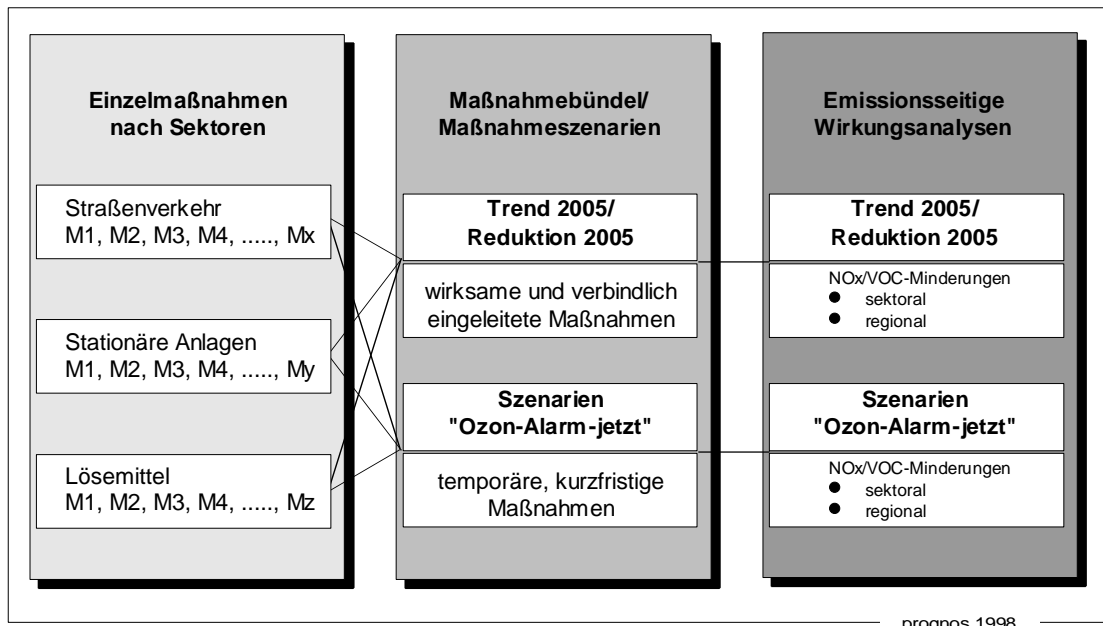 Einzelmaßnahmen
nach Sektoren
Straßenverkehr
M1, M2, M3, M4, ....., Mx
Stationäre Anlagen
M1, M2, M3, M4, ....., My
Lösemittel
M1, M2, M3, M4, ....., Mz
Maßnahmebündel/
Maßnahmeszenarien
Trend 2005/
Reduktion 2005
wirksame und verbindlich
eingeleitete Maßnahmen
Szenarien
"Ozon-Alarm-jetzt"
temporäre, kurzfristige
Maßnahmen
Emissionsseitige
Wirkungsanalysen
Trend 2005/
Reduktion 2005
NOx/VOC-Minderungen
● sektoral
● regional
Szenarien
"Ozon-Alarm-jetzt"
NOx/VOC-Minderungen
● sektoral
● regional
prognos 1998